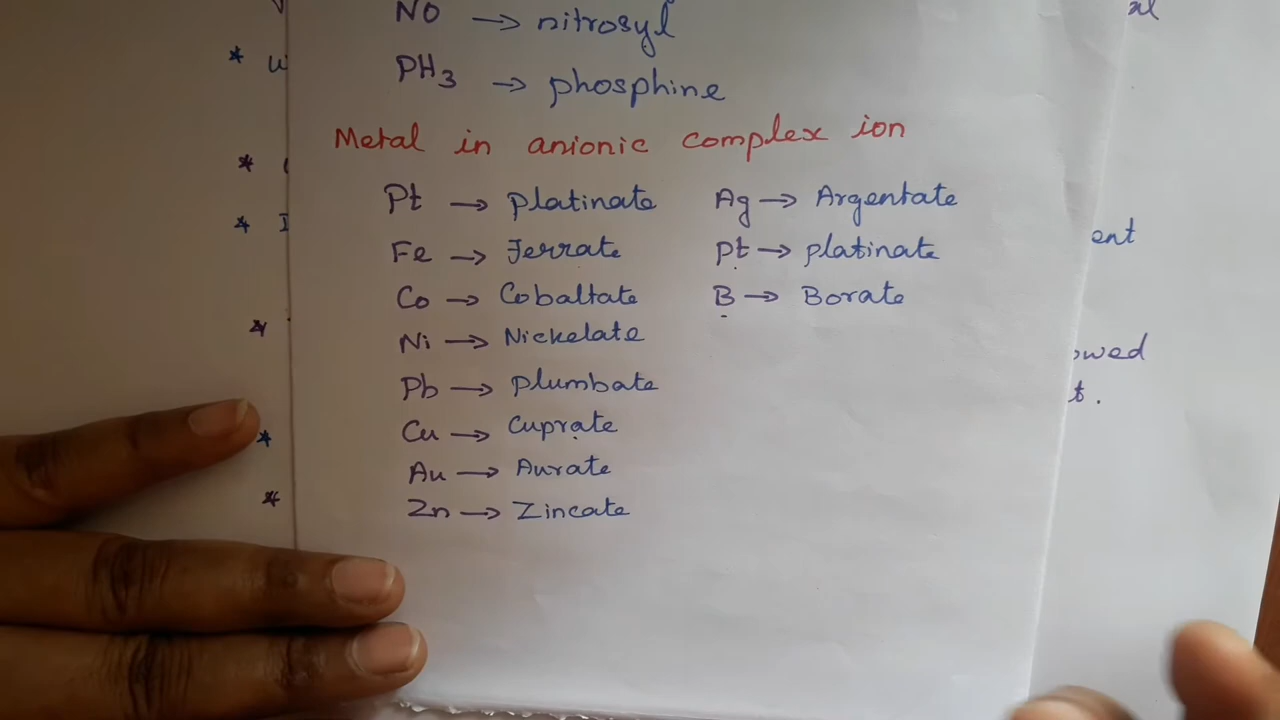 NO → nitrosyl
PH3 → phosphine
Metal in anionic complex ion
Pt → Platinate
Fe → Ferrate
Co → Cobaltate
Ni → Nickelate
Pb → Plumbate
Cu → Cuprate
Au → Aurate
Zn → Zincate
Ag → Argentate
Pt → platinate
B → Borate
ent
owed
t.